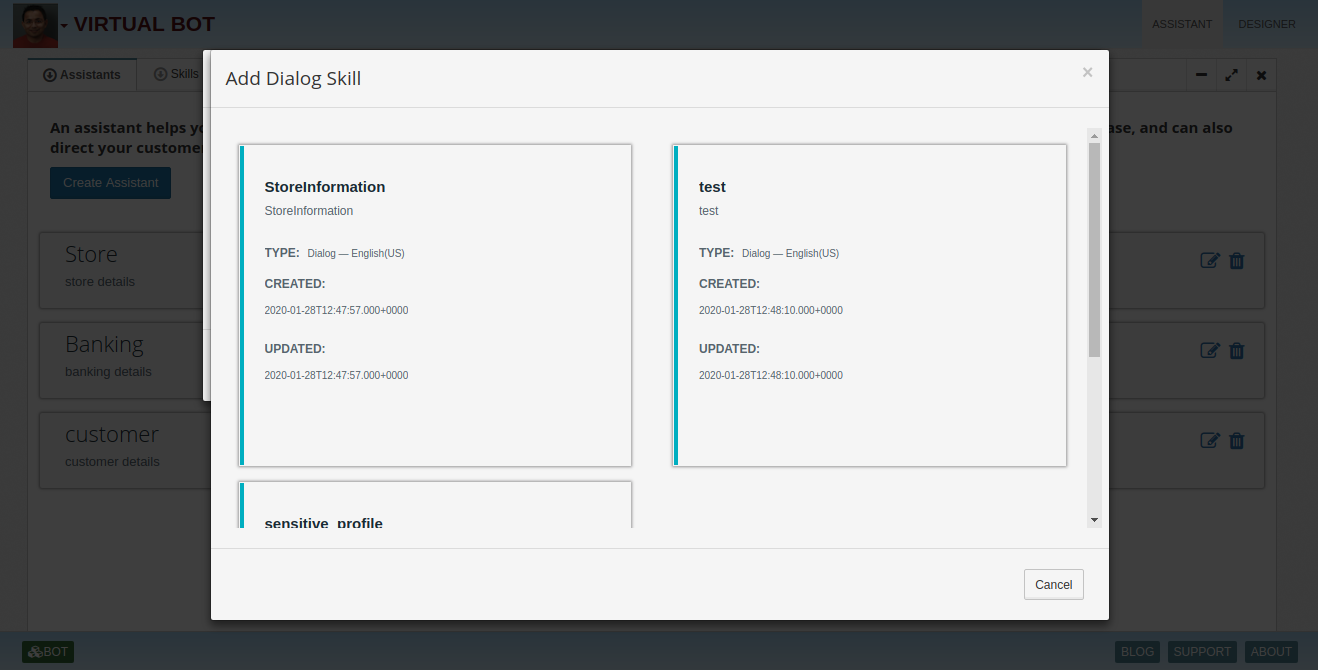 VIRTUAL BOT
ASSISTANT
DESIGNER
Assistants
Skills
Add Dialog Skill
×
An assistant helps
ase, and can also
direct your custome
Create Assistant
Store
store details
Banking
banking details
customer
customer details
StoreInformation
StoreInformation
TYPE: Dialog — English(US)
CREATED:
2020-01-28T12:47:57.000+0000
UPDATED:
2020-01-28T12:47:57.000+0000
test
test
TYPE: Dialog — English(US)
CREATED:
2020-01-28T12:48:10.000+0000
UPDATED:
2020-01-28T12:48:10.000+0000
sensitive_profile
Cancel
BOT
BLOG
SUPPORT
ABOUT